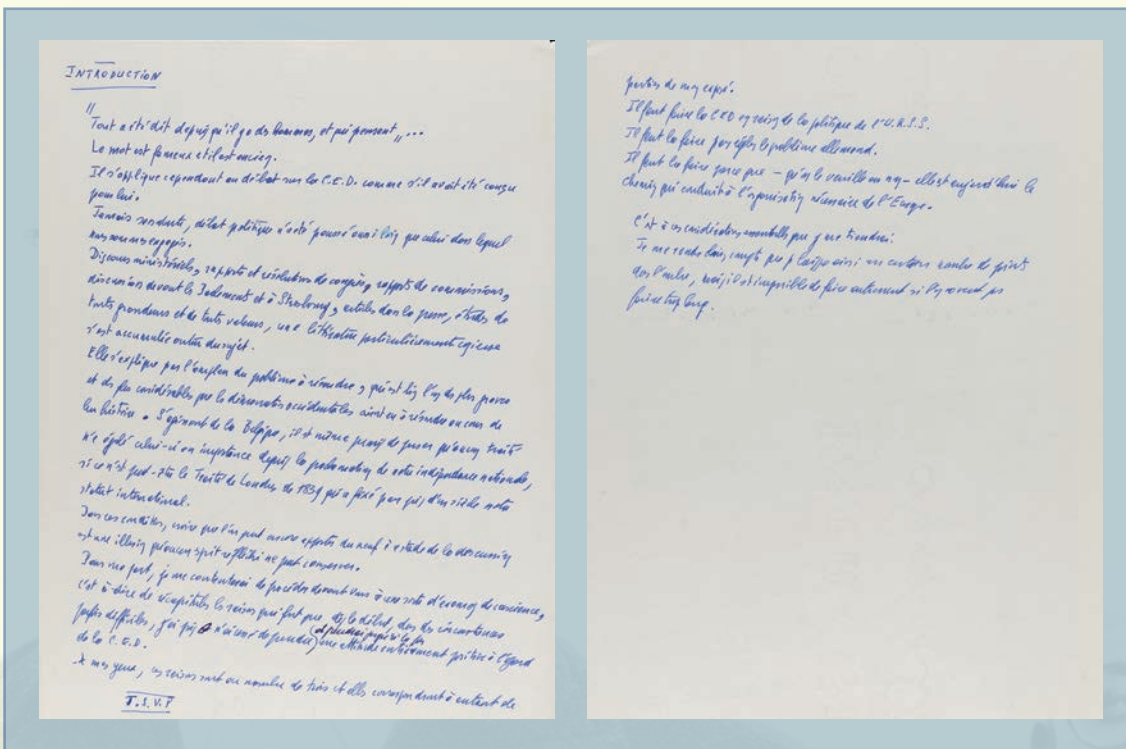 INTRODUCTION
"Tout a été dit depuis qu'il y a des hommes, et qui pensent"...
Le mot est fameux et il est ancien.
Il s'applique cependant au débat sur la C.E.D. comme s'il avait été conçu
pour lui.
Jamais sans doute, débat politique n'a été poussé aussi loin que celui dans lequel
nous sommes engagés.
Discours ministériels, rapports et résolutions de congrès, rapports de commissions,
discussions devant le Parlement et à Strasbourg, articles dans la presse, études de
toutes grandeurs et de toutes valeurs, une littérature particulièrement copieuse
s'est accumulée autour du sujet.
Elle s'explique par l'ampleur du problème à résoudre, qui est l'un des plus graves
et des plus considérables que les démocraties occidentales aient eu à résoudre au cours de
leur histoire. S'agissant de la Belgique, il est même permis de penser qu'aucun traité
n'a égalé celui-ci en importance depuis la proclamation de notre indépendance nationale,
si ce n'est peut-être le Traité de Londres de 1839 qui a fixé pour plus d'un siècle notre
statut international.
Dans ces conditions, croire que l'on peut encore apporter du neuf à ce stade de la discussion
est une illusion qu'aucun esprit réfléchi ne peut conserver.
Pour ma part, je me contenterai de procéder devant vous à une sorte d'examen de conscience,
c'est-à-dire de récapituler les raisons qui font que, dès le début, dans des circonstances
parfois difficiles, j'ai pris et n'ai cessé de prendre une attitude entièrement positive à l'égard
de la C.E.D.
A mes yeux, ces raisons sont au nombre de trois et elles correspondent à autant de
T.S.V.P
parties de mon exposé.
Il faut faire la CED en raison de la politique de l'U.R.S.S.
Il faut la faire pour régler le problème allemand.
Il faut la faire parce que – qu'on le veuille ou non – elle est aujourd'hui le
chemin qui conduit à l'organisation nécessaire de l'Europe.
C'est à ces considérations essentielles que je me tiendrai.
Je me rends bien compte que je laisse ainsi un certain nombre de points
dans l'ombre, mais il est impossible de faire autrement si l'on ne veut pas
faire trop long.